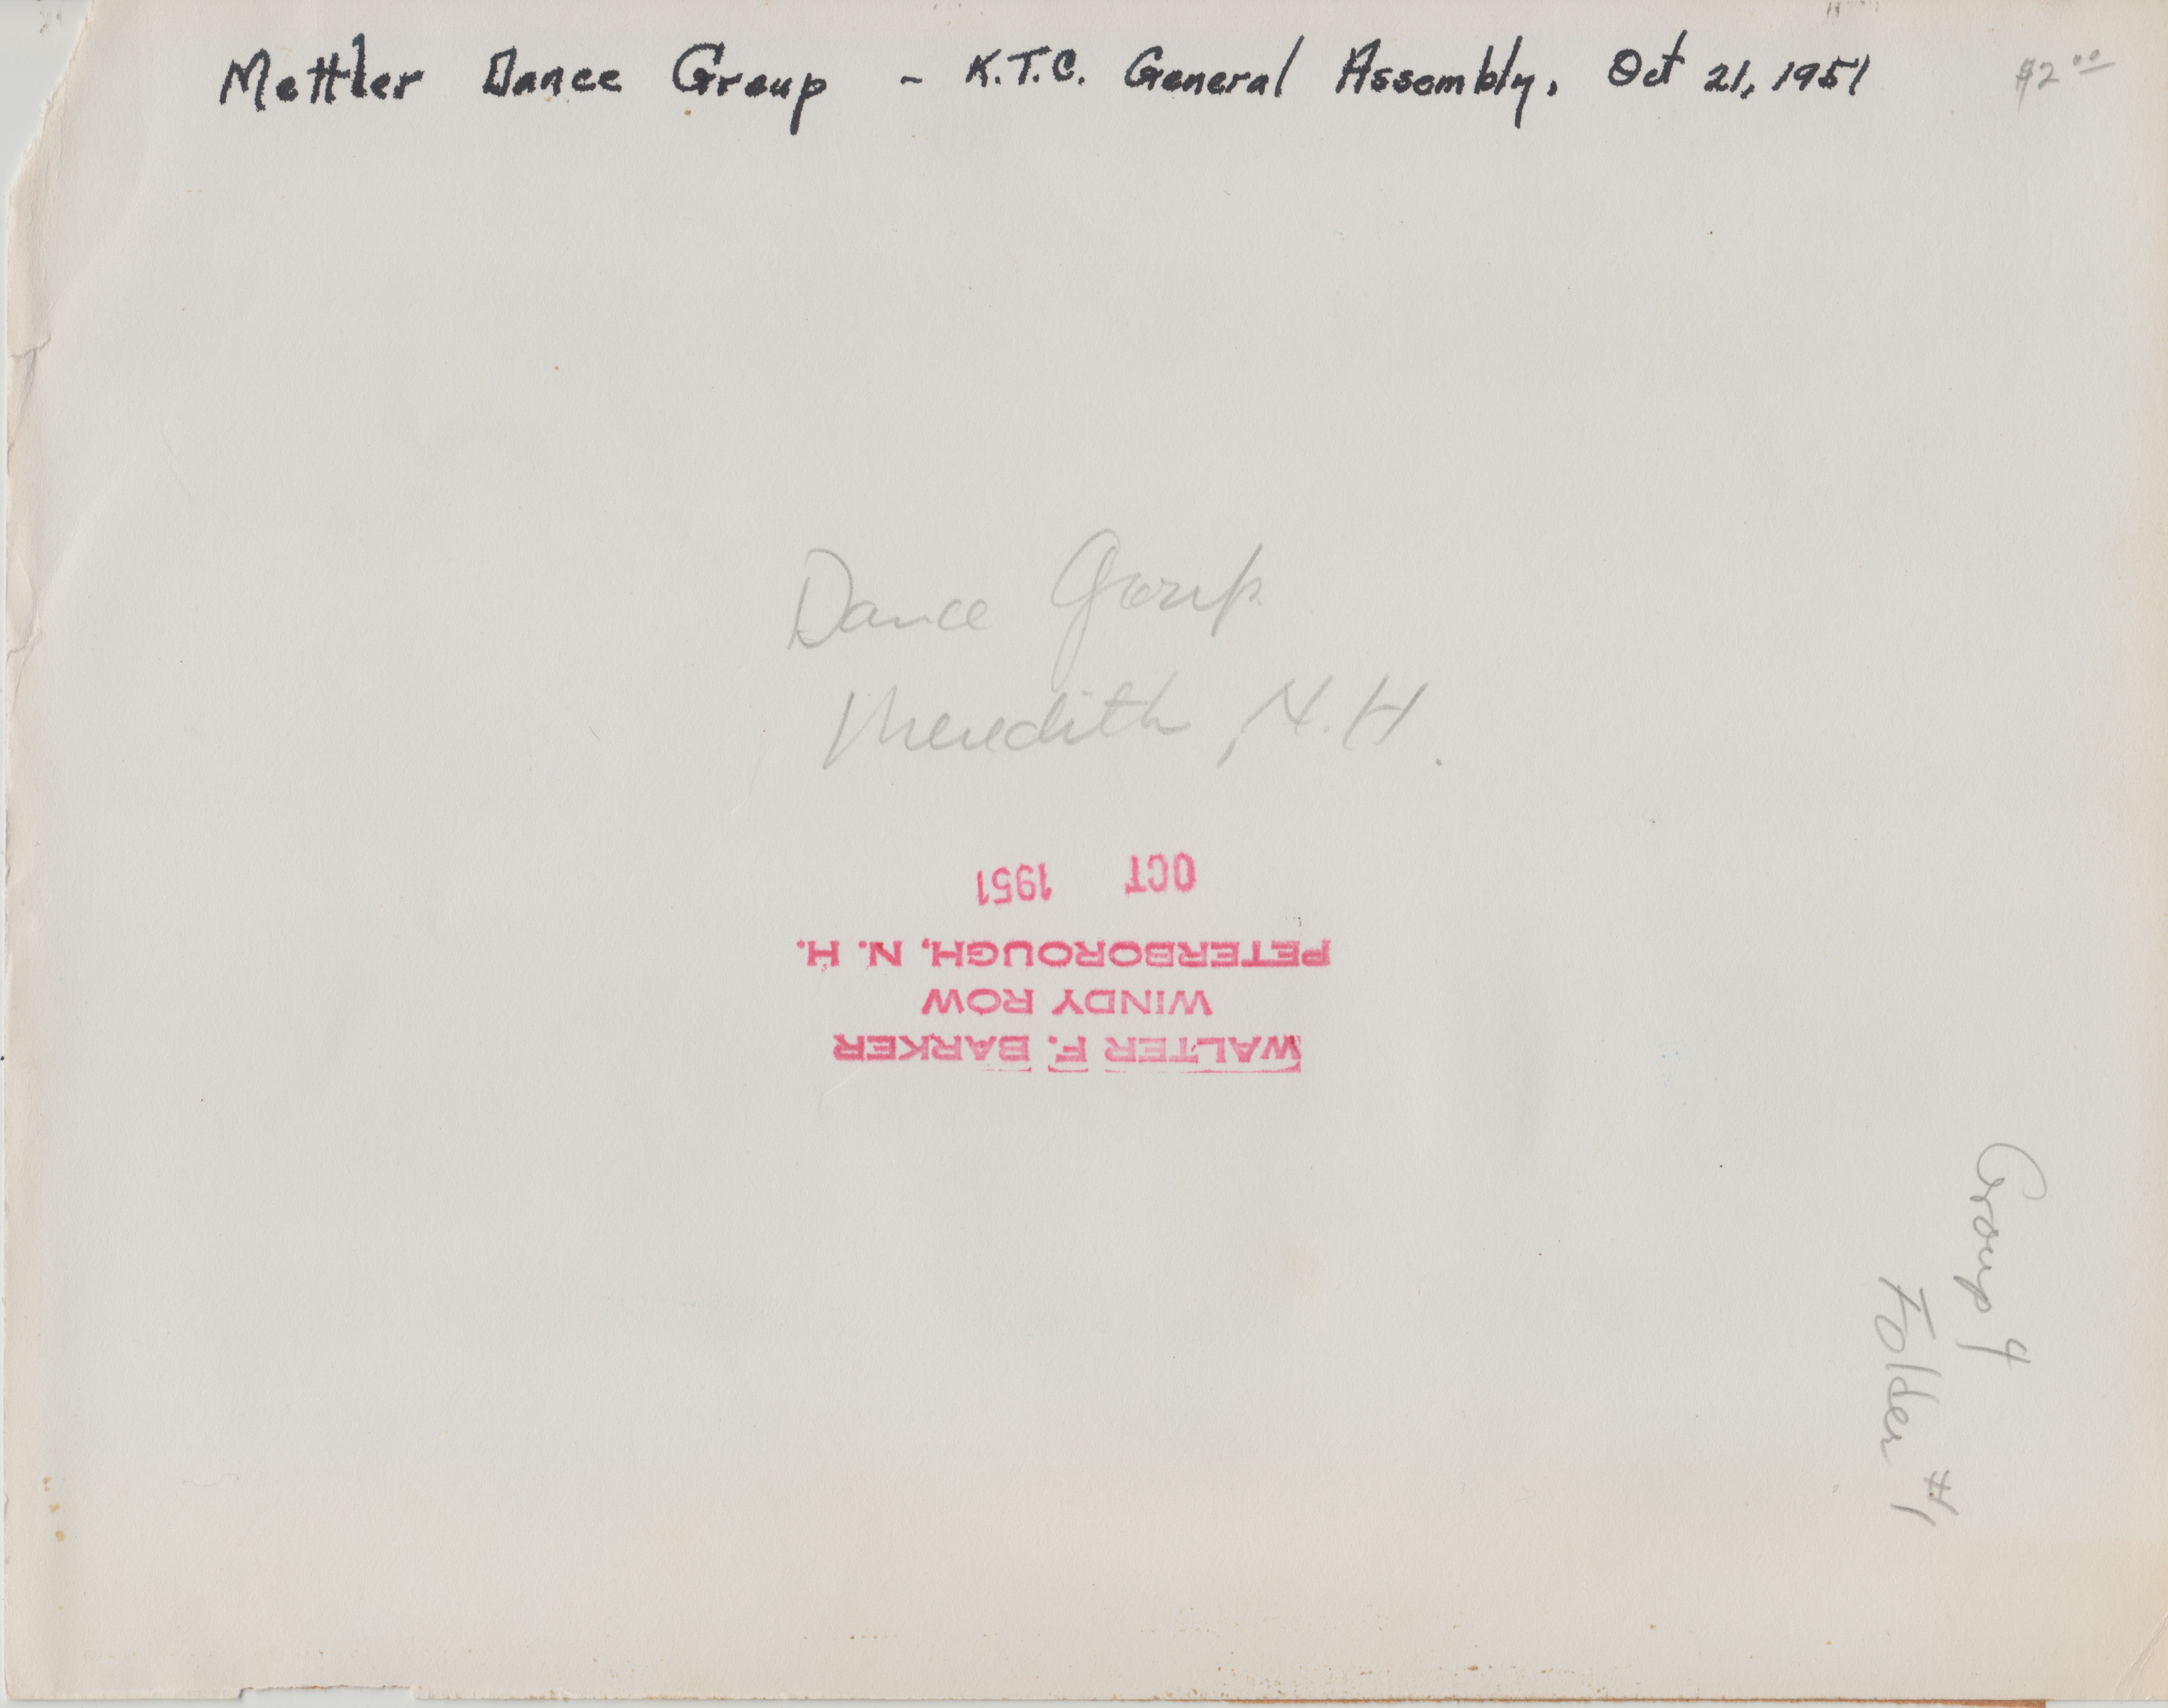 Mettler Dance Group - K.T.C. General Assembly, Oct 21, 1951
$2.00
Dance Group
Meredith, N.H.
WALTER F. BARKER
WINDY ROW
PETERBOROUGH, N. H.
OCT 1951
Group 4
Folder #1